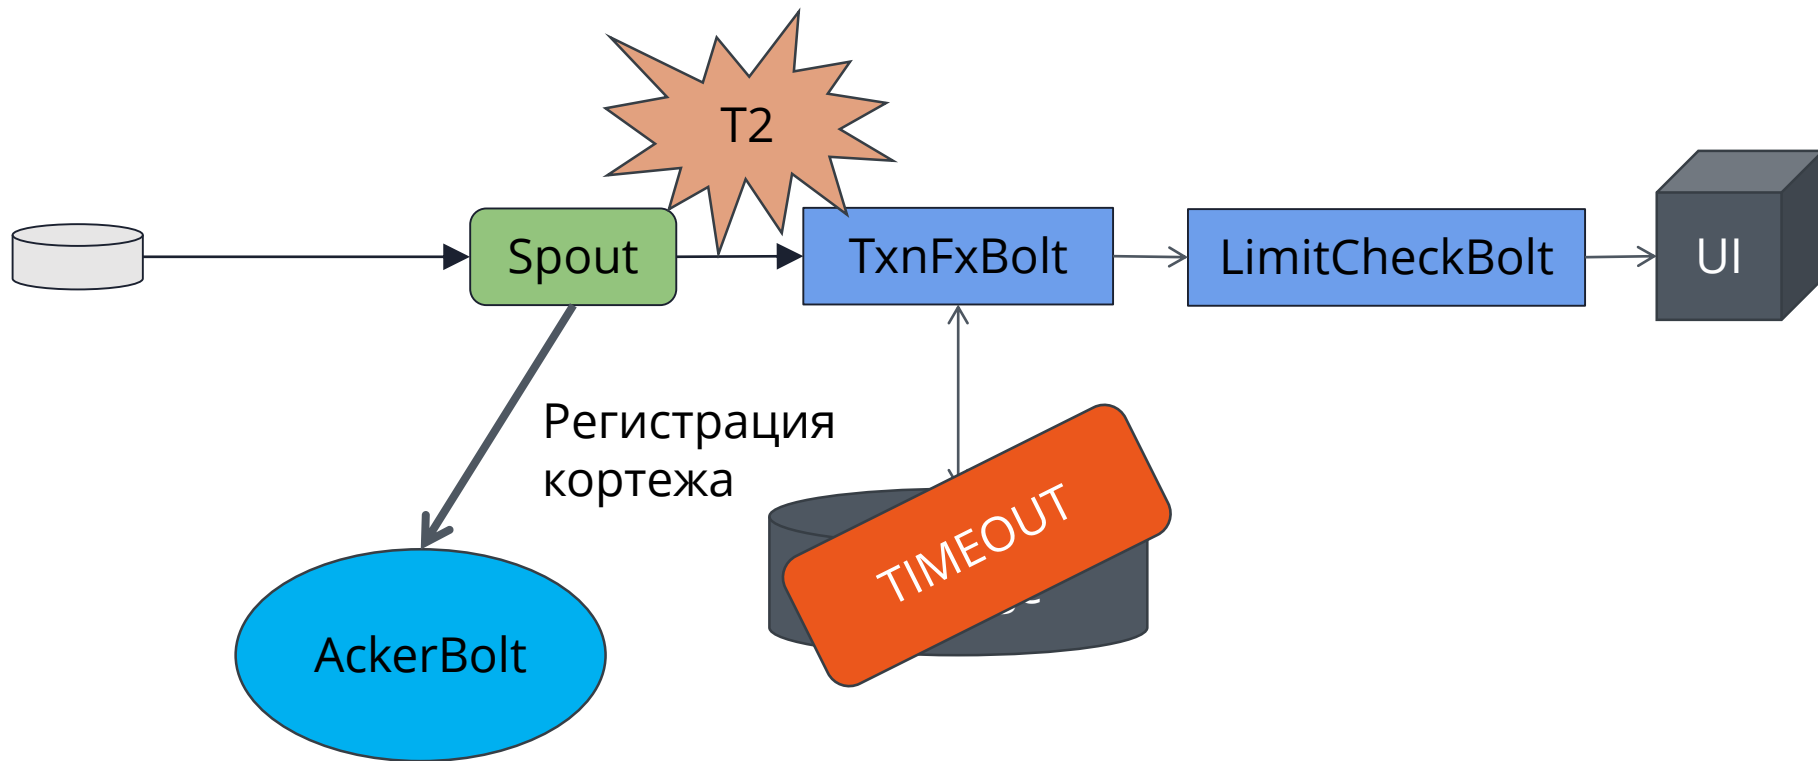 T2
Spout
TxnFxBolt
LimitCheckBolt
UI
Регистрация
кортежа
TIMEOUT
AckerBolt